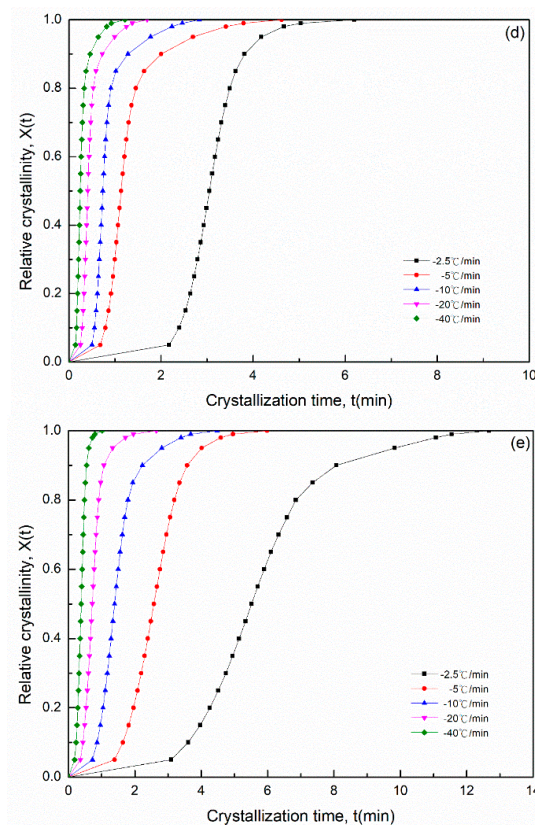 (d)
1.0
0.8
0.6
0.4
0.2
0.0
Relative crystallinity, X(t)
-2.5℃/min
-5℃/min
-10℃/min
-20℃/min
-40℃/min
0 2 4 6 8 10
Crystallization time, t(min)
(e)
1.0
0.8
0.6
0.4
0.2
0.0
Relative crystallinity, X(t)
-2.5℃/min
-5℃/min
-10℃/min
-20℃/min
-40℃/min
0 2 4 6 8 10 12 14
Crystallization time, t(min)